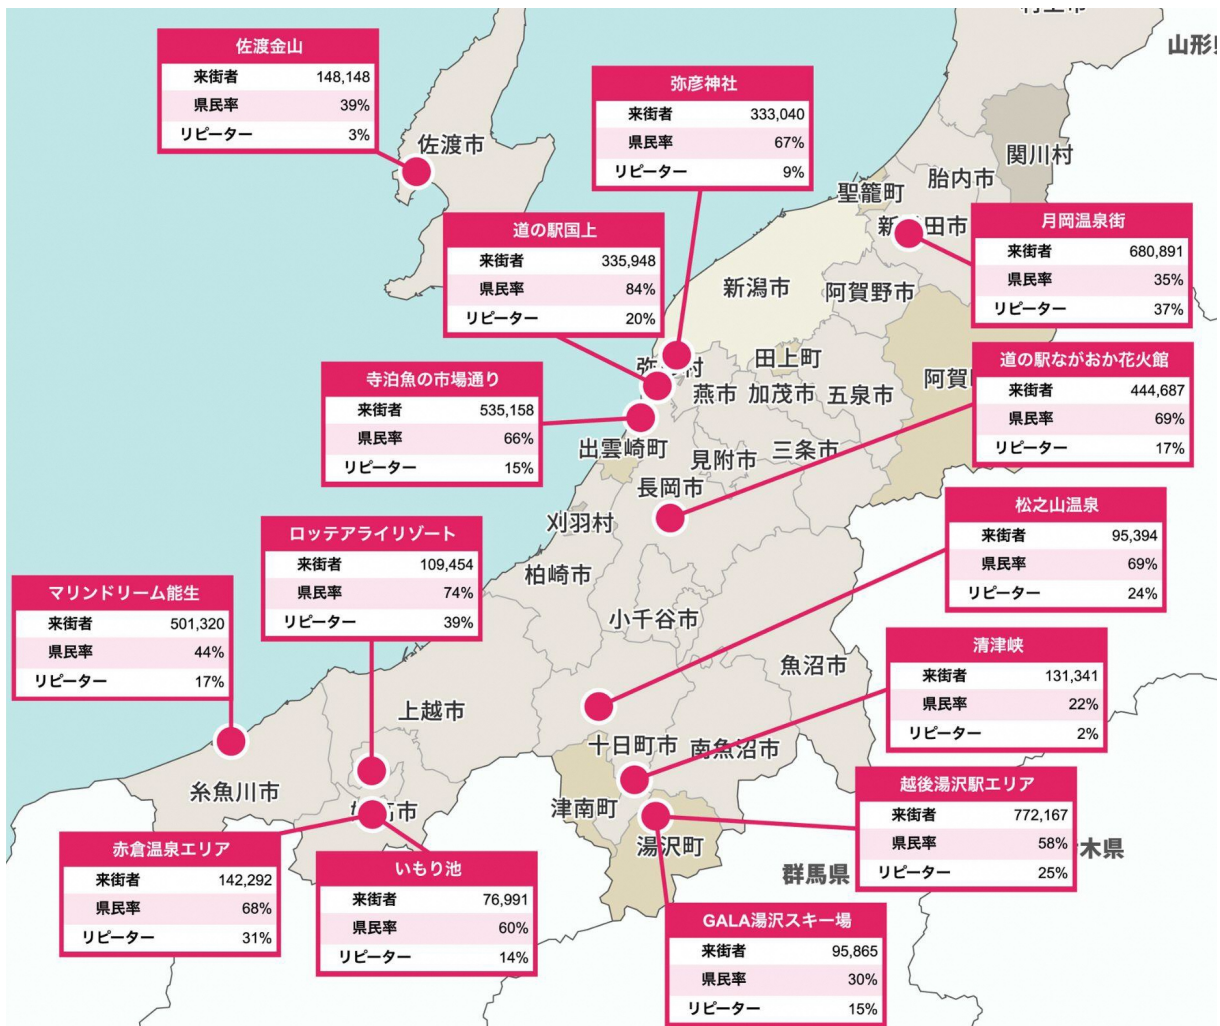 山形
佐渡金山
来街者 148,148
県民率 39%
リピーター 3%
佐渡市
弥彦神社
来街者 333,040
県民率 67%
リピーター 9%
関川村
胎内市
聖籠町
道の駅国上
来街者 335,948
県民率 84%
リピーター 20%
月岡温泉街
来街者 680,891
県民率 35%
リピーター 37%
新潟市
阿賀野市
田上町
寺泊魚の市場通り
来街者 535,158
県民率 66%
リピーター 15%
燕市
加茂市
五泉市
阿賀
道の駅ながおか花火館
来街者 444,687
県民率 69%
リピーター 17%
出雲崎町
見附市
三条市
長岡市
刈羽村
柏崎市
小千谷市
魚沼市
松之山温泉
来街者 95,394
県民率 69%
リピーター 24%
ロッテアライリゾート
来街者 109,454
県民率 74%
リピーター 39%
マリンドリーム能生
来街者 501,320
県民率 44%
リピーター 17%
清津峡
来街者 131,341
県民率 22%
リピーター 2%
上越市
十日町市
南魚沼市
糸魚川市
津南町
湯沢町
越後湯沢駅エリア
来街者 772,167
県民率 58%
リピーター 25%
木県
群馬県
赤倉温泉エリア
来街者 142,292
県民率 68%
リピーター 31%
いもり池
来街者 76,991
県民率 60%
リピーター 14%
GALA湯沢スキー場
来街者 95,865
県民率 30%
リピーター 15%